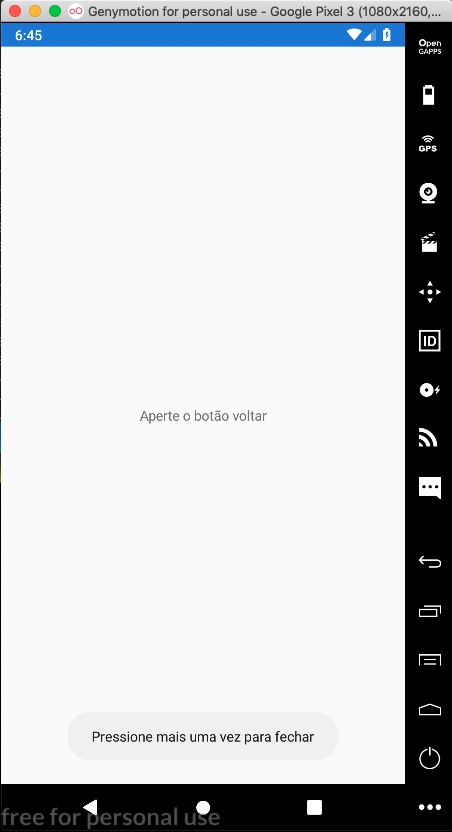 Genymotion for personal use - Google Pixel 3 (1080x2160,...
6:45
Open
GAPPS
GPS
ID
Aperte o botão voltar
Pressione mais uma vez para fechar
free for personal use